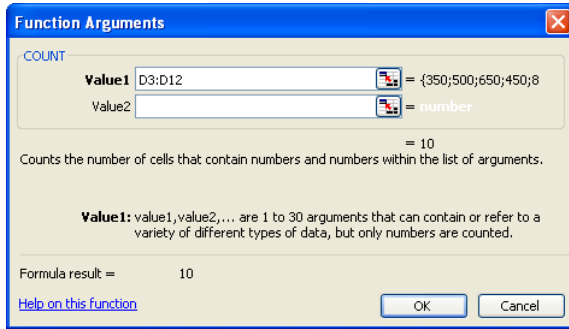 Function Arguments
COUNT
Value1 D3:D12 = {350;500;650;450;8
Value2 = number
= 10
Counts the number of cells that contain numbers and numbers within the list of arguments.
Value1: value1,value2,... are 1 to 30 arguments that can contain or refer to a
variety of different types of data, but only numbers are counted.
Formula result = 10
Help on this function OK Cancel